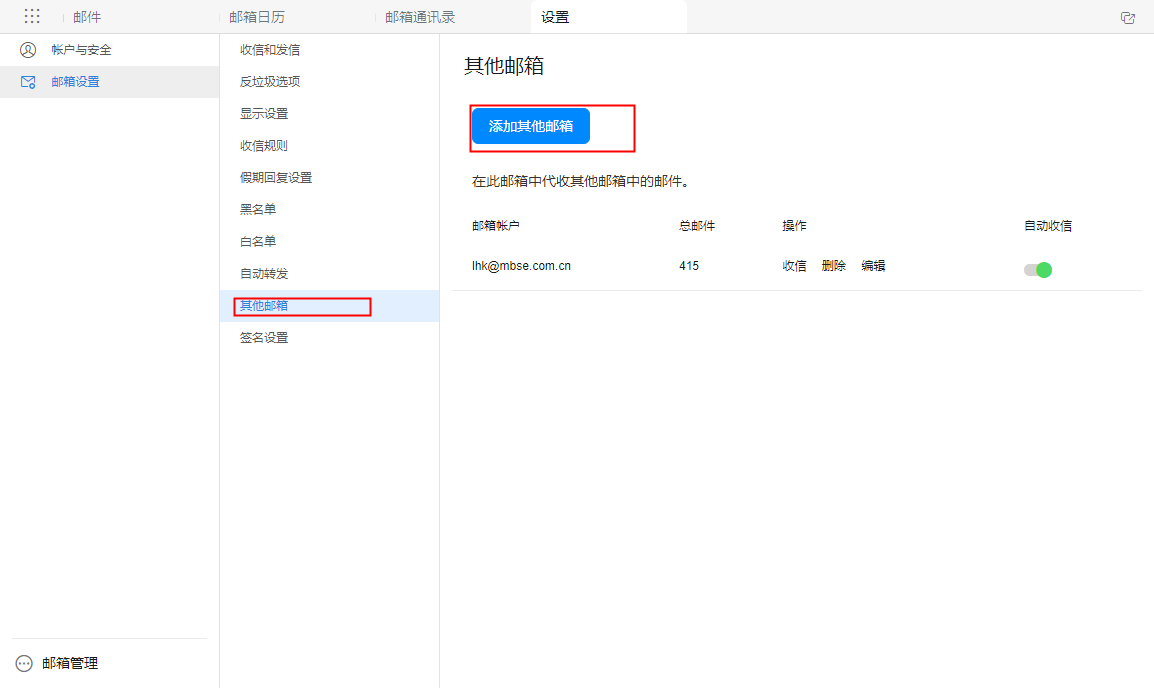 邮件 邮箱日历 邮箱通讯录 设置
帐户与安全
邮箱设置
邮箱管理
收信和发信
反垃圾选项
显示设置
收信规则
假期回复设置
黑名单
白名单
自动转发
其他邮箱
签名设置
其他邮箱
添加其他邮箱
在此邮箱中代收其他邮箱中的邮件。
邮箱帐户 总邮件 操作 自动收信
lhk@mbse.com.cn 415 收信 删除 编辑